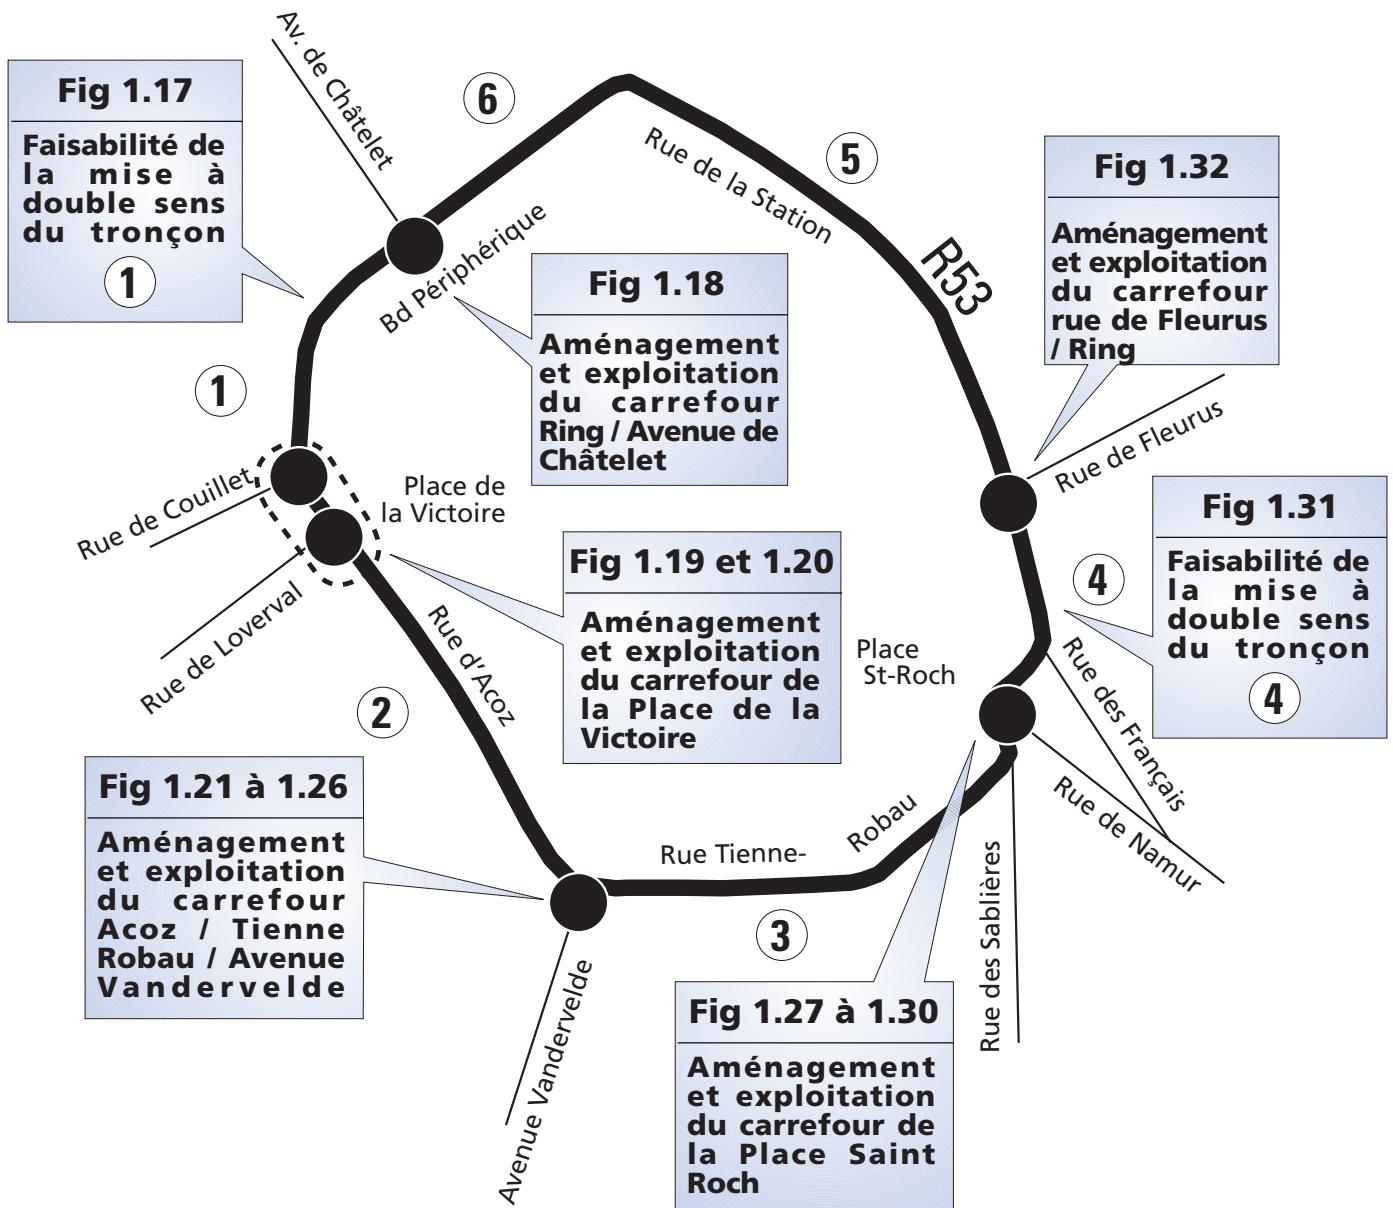 Av. de Châtelet
6
Fig 1.17
Faisabilité de
la mise à
double sens
du tronçon
1
Rue de la Station
5
Fig 1.32
Aménagement
et exploitation
du carrefour
rue de Fleurus
/ Ring
R53
Bd Périphérique
Fig 1.18
Aménagement
et exploitation
du carrefour
Ring / Avenue de
Châtelet
1
Rue de Couillet
Place de
la Victoire
Rue de Fleurus
Fig 1.31
Faisabilité de
la mise à
double sens
du tronçon
4
4
Fig 1.19 et 1.20
Aménagement
et exploitation
du carrefour de
la Place de la
Victoire
Rue de Loverval
Rue d'Acoz
2
Place
St-Roch
Rue des Français
Rue de Namur
Fig 1.21 à 1.26
Aménagement
et exploitation
du carrefour
Acoz / Tienne
Robau / Avenue
Vandervelde
Rue Tienne-
Robau
3
Rue des Sablières
Avenue Vandervelde
Fig 1.27 à 1.30
Aménagement
et exploitation
du carrefour de
la Place Saint
Roch